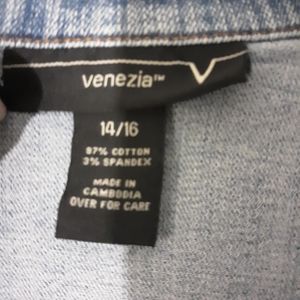 venezia™
14/16
97% COTTON
3% SPANDEX
MADE IN
CAMBODIA
OVER FOR CARE